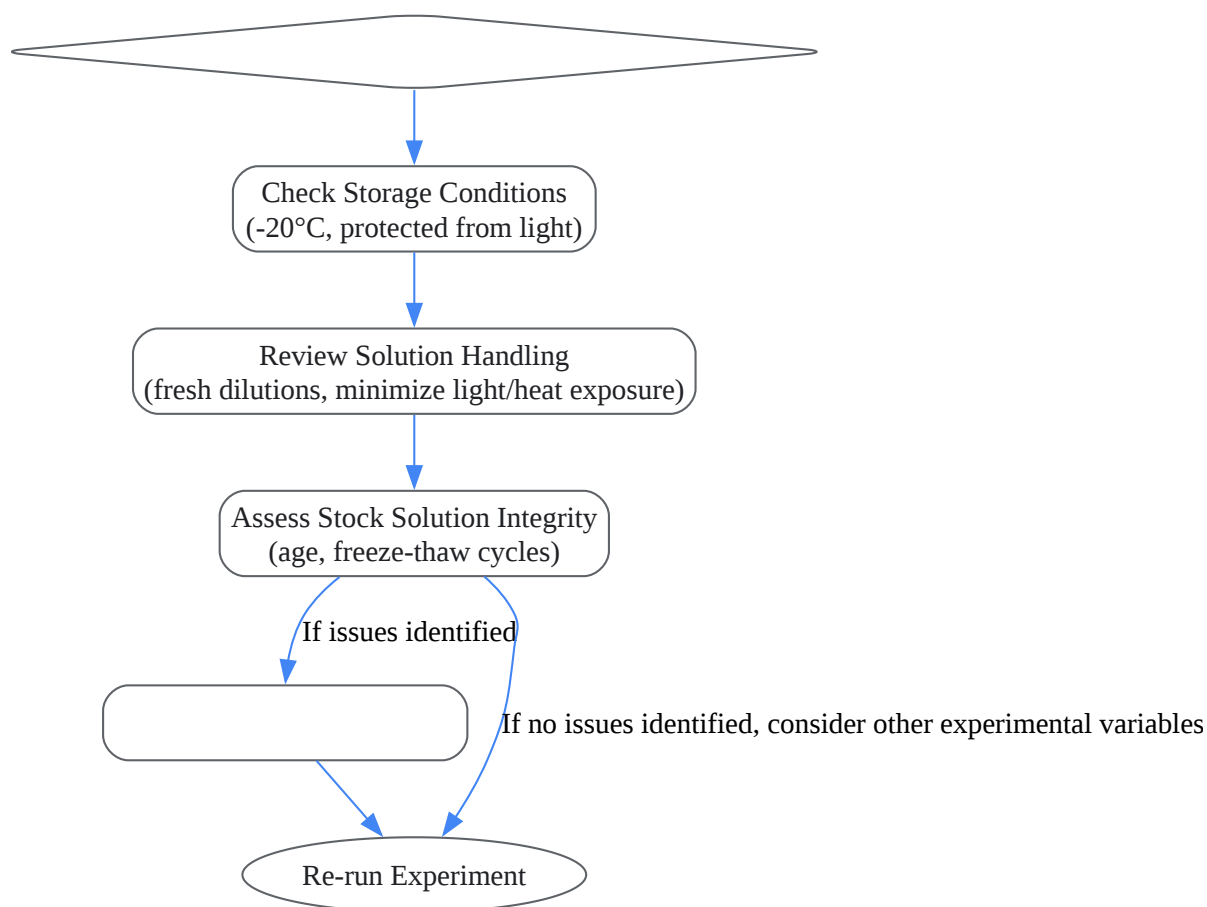 Check Storage Conditions
(-20°C, protected from light)
Review Solution Handling
(fresh dilutions, minimize light/heat exposure)
Assess Stock Solution Integrity
(age, freeze-thaw cycles)
If issues identified
If no issues identified, consider other experimental variables
Re-run Experiment